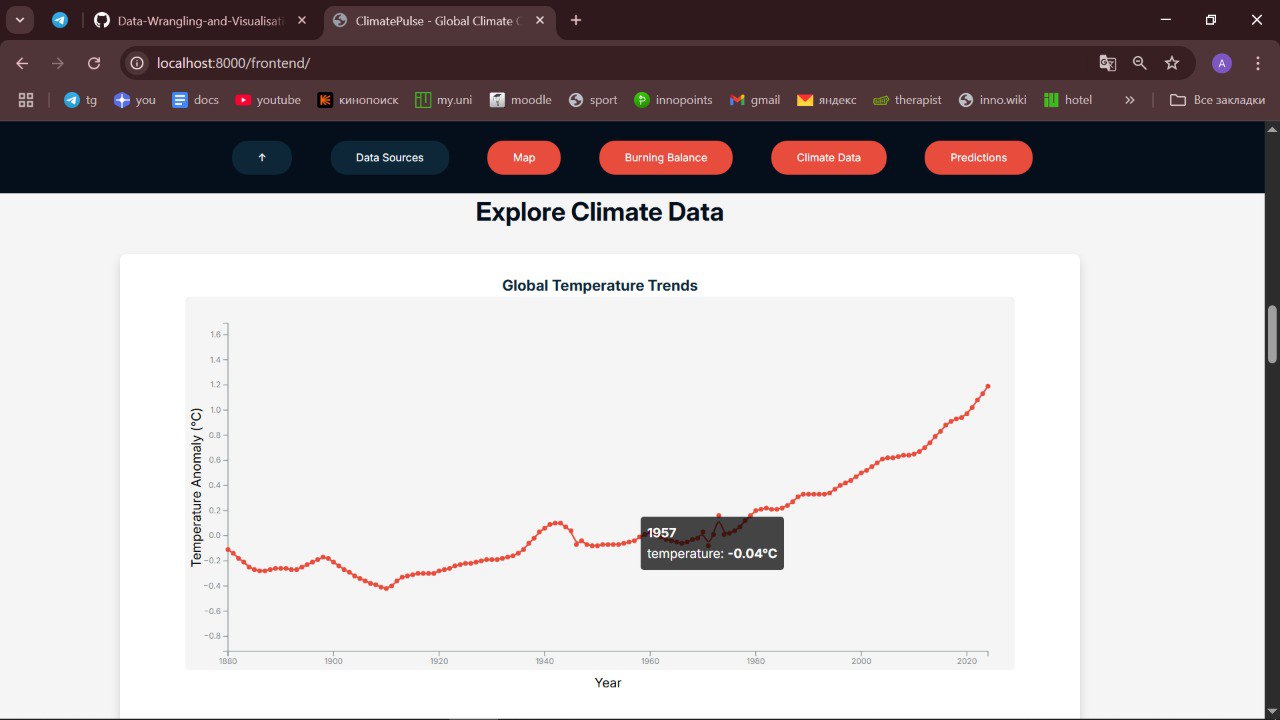 Data-Wrangling-and-Visualisati
ClimatePulse - Global Climate C
localhost:8000/frontend/
A
tg
you
docs
youtube
кинопоиск
my.uni
moodle
sport
innopoints
gmail
яндекс
therapist
inno.wiki
hotel
Все закладки
↑
Data Sources
Map
Burning Balance
Climate Data
Predictions
Explore Climate Data
Global Temperature Trends
Temperature Anomaly (°C)
1.6
1.4
1.2
1.0
0.8
0.6
0.4
0.2
0.0
−0.2
−0.4
−0.6
−0.8
1957
temperature: -0.04°C
1880
1900
1920
1940
1960
1980
2000
2020
Year